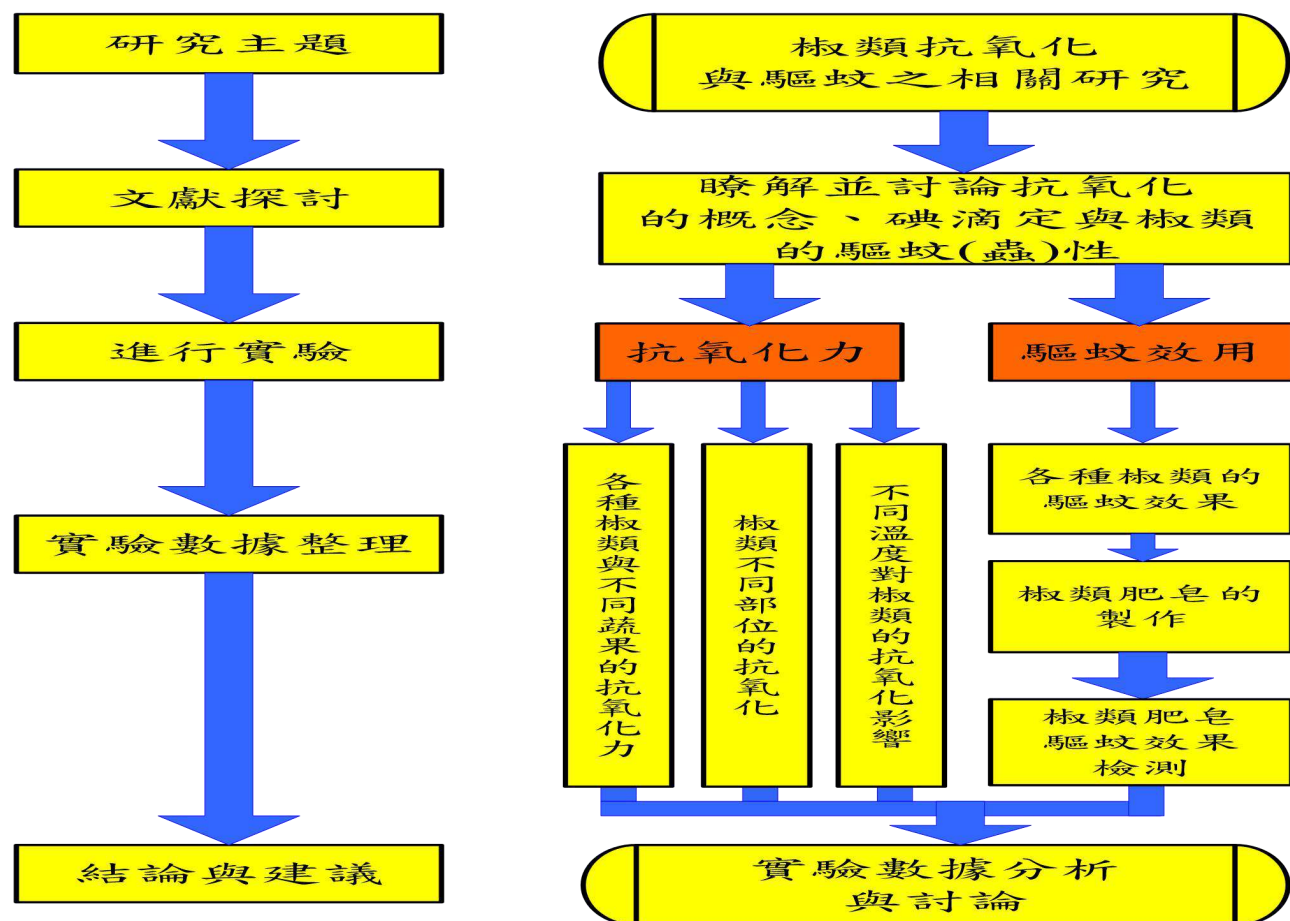 研究主題
文獻探討
進行實驗
實驗數據整理
結論與建議
椒類抗氧化
與驅蚊之相關研究
瞭解並討論抗氧化
的概念、碘滴定與椒類
的驅蚊(蟲)性
抗氧化力
驅蚊效用
各種椒類與不同蔬果的抗氧化力
椒類不同部位的抗氧化
不同溫度對椒類的抗氧化影響
各種椒類的
驅蚊效果
椒類肥皂的
製作
椒類肥皂
驅蚊效果
檢測
實驗數據分析
與討論